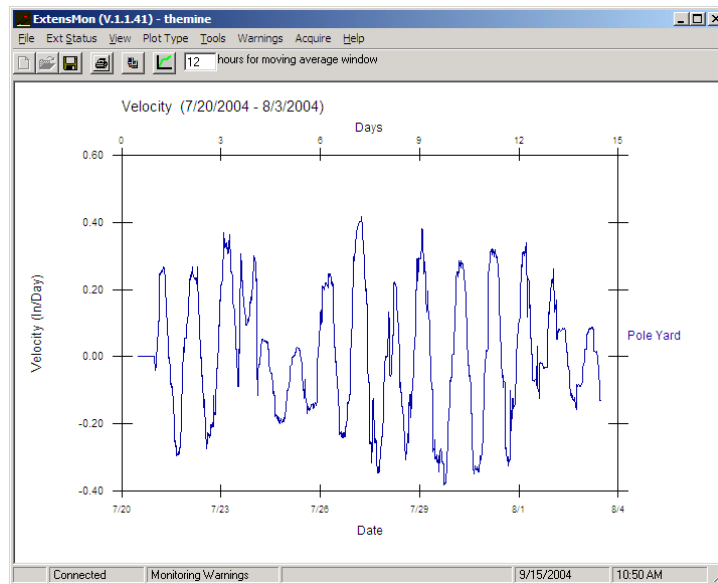 ExtensMon (V.1.1.41) - themine
File Ext Status View Plot Type Tools Warnings Acquire Help
12 hours for moving average window
Velocity (7/20/2004 - 8/3/2004)
Days
0 3 6 9 12 15
0.60
0.40
0.20
0.00
-0.20
-0.40
Velocity (In/Day)
Pole Yard
7/20 7/23 7/26 7/29 8/1 8/4
Date
Connected Monitoring Warnings 9/15/2004 10:50 AM